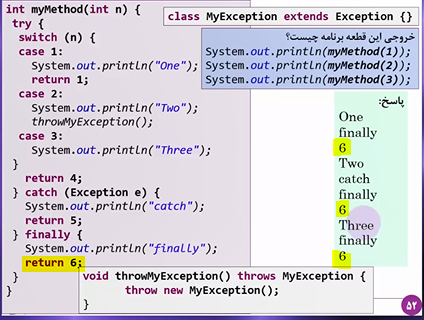 int myMethod(int n) {
try {
switch (n) {
case 1:
System.out.println("One");
return 1;
case 2:
System.out.println("Two");
throwMyException();
case 3:
System.out.println("Three");
}
return 4;
} catch (Exception e) {
System.out.println("catch");
return 5;
} finally {
System.out.println("finally");
return 6;
}
}
class MyException extends Exception {}
خروجی این قطعه برنامه چیست؟
System.out.println(myMethod(1));
System.out.println(myMethod(2));
System.out.println(myMethod(3));
پاسخ:
One
finally
6
Two
catch
finally
6
Three
finally
6
void throwMyException() throws MyException {
throw new MyException();
}
۵۲